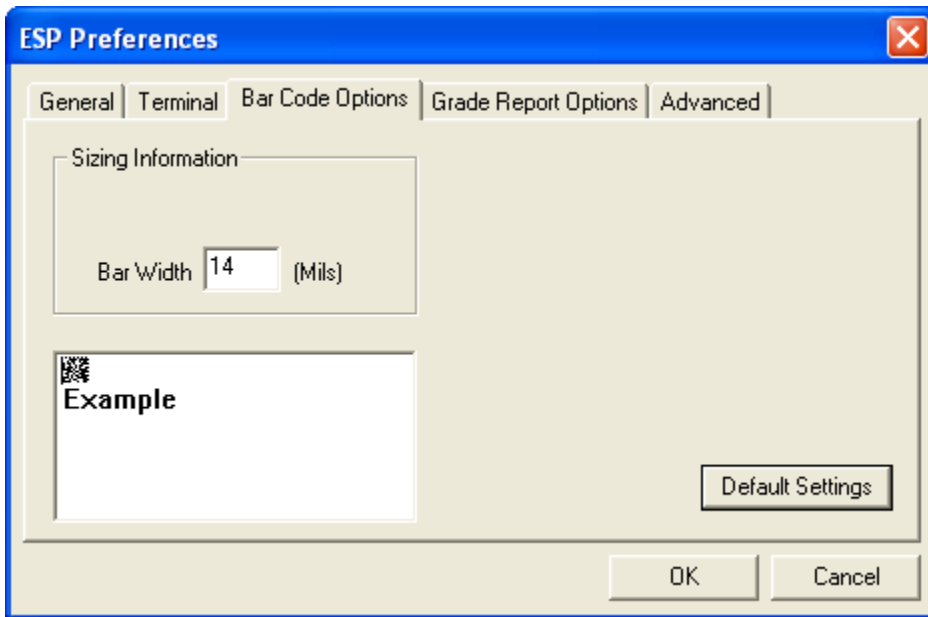 ESP Preferences
General Terminal Bar Code Options Grade Report Options Advanced
Sizing Information
Bar Width 14 (Mils)
Example
Default Settings
OK Cancel